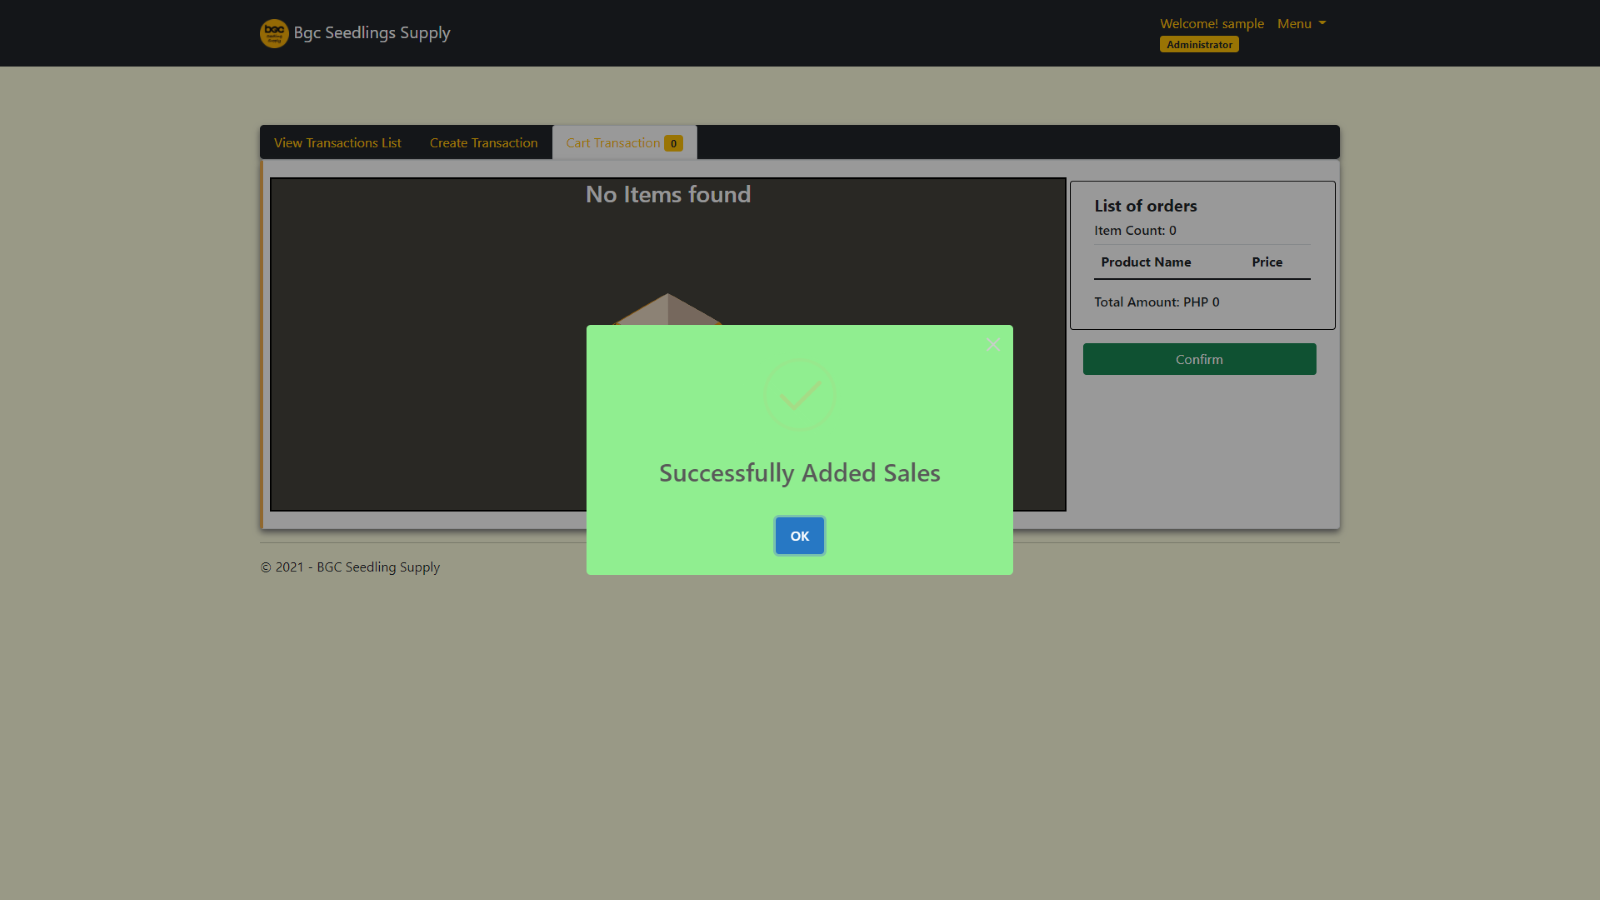 BGC
Bgc Seedlings Supply
Welcome! sample
Menu
Administrator
View Transactions List
Create Transaction
Cart Transaction 0
No Items found
List of orders
Item Count: 0
Product Name Price
Total Amount: PHP 0
Confirm
Successfully Added Sales
OK
© 2021 - BGC Seedling Supply